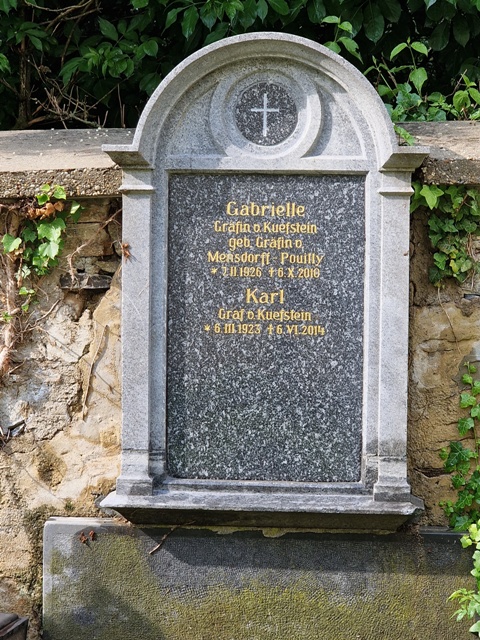 Gabrielle
Gräfin v. Kuefstein
geb. Gräfin v.
Mensdorff - Pouilly
* 7.II.1926 † 6.X.2010
Karl
Graf v. Kuefstein
* 6.III.1923 † 6.VI.2014